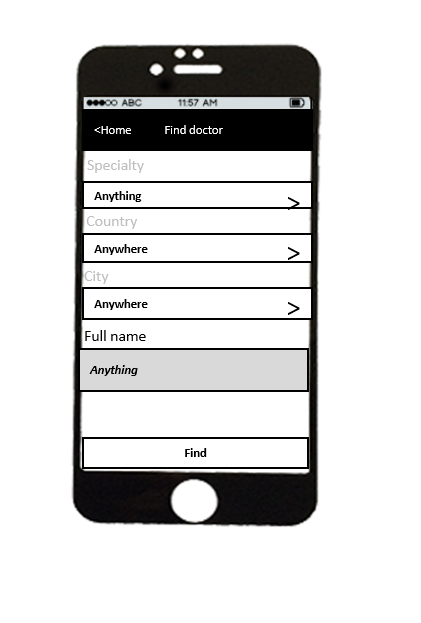 ABC 11:57 AM
<Home Find doctor
Specialty
Anything >
Country
Anywhere >
City
Anywhere >
Full name
Anything
Find